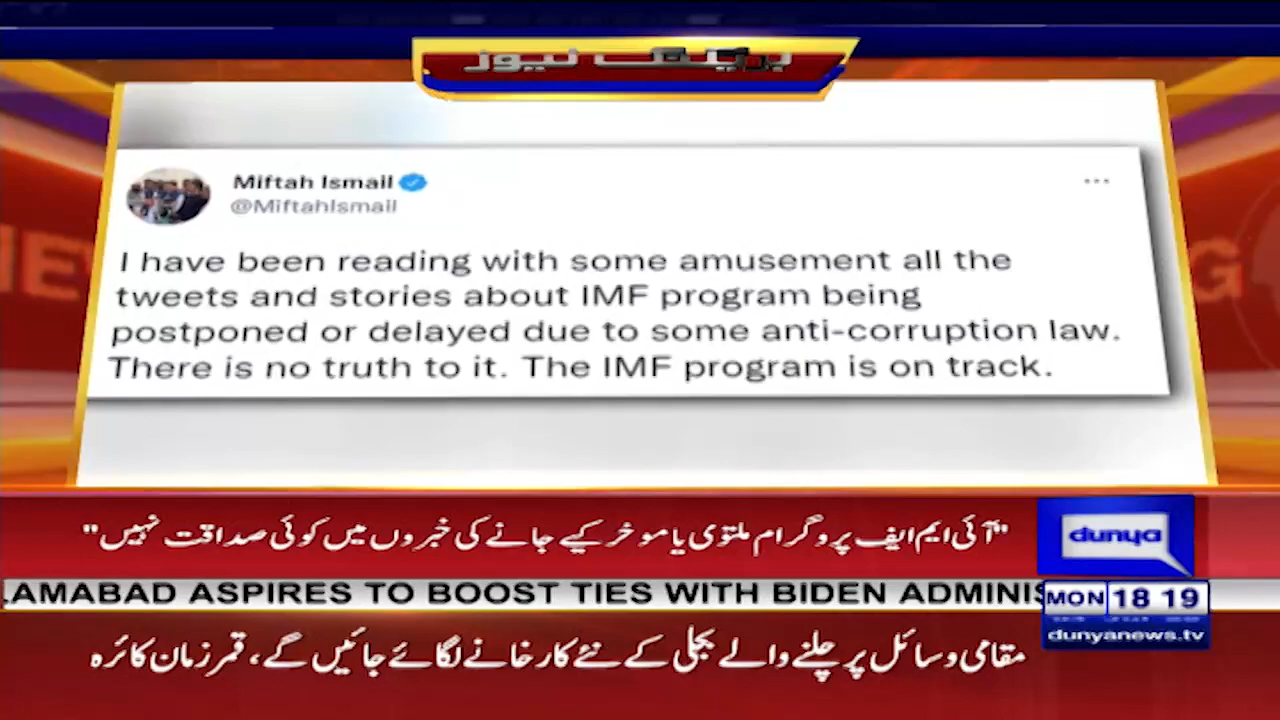 بریکنگ نیوز
Miftah Ismail
@MiftahIsmail
I have been reading with some amusement all the
tweets and stories about IMF program being
postponed or delayed due to some anti-corruption law.
There is no truth to it. The IMF program is on track.
"آئی ایم ایف پروگرام ملتوی یا موخر کیے جانے کی خبروں میں کوئی صداقت نہیں"
dunya
LAMABAD ASPIRES TO BOOST TIES WITH BIDEN ADMINIS
MON 18 19
dunyanews.tv
مقامی وسائل پر چلنے والے بجلی کے نئے کارخانے لگائے جائیں گے، قمر زمان کائرہ